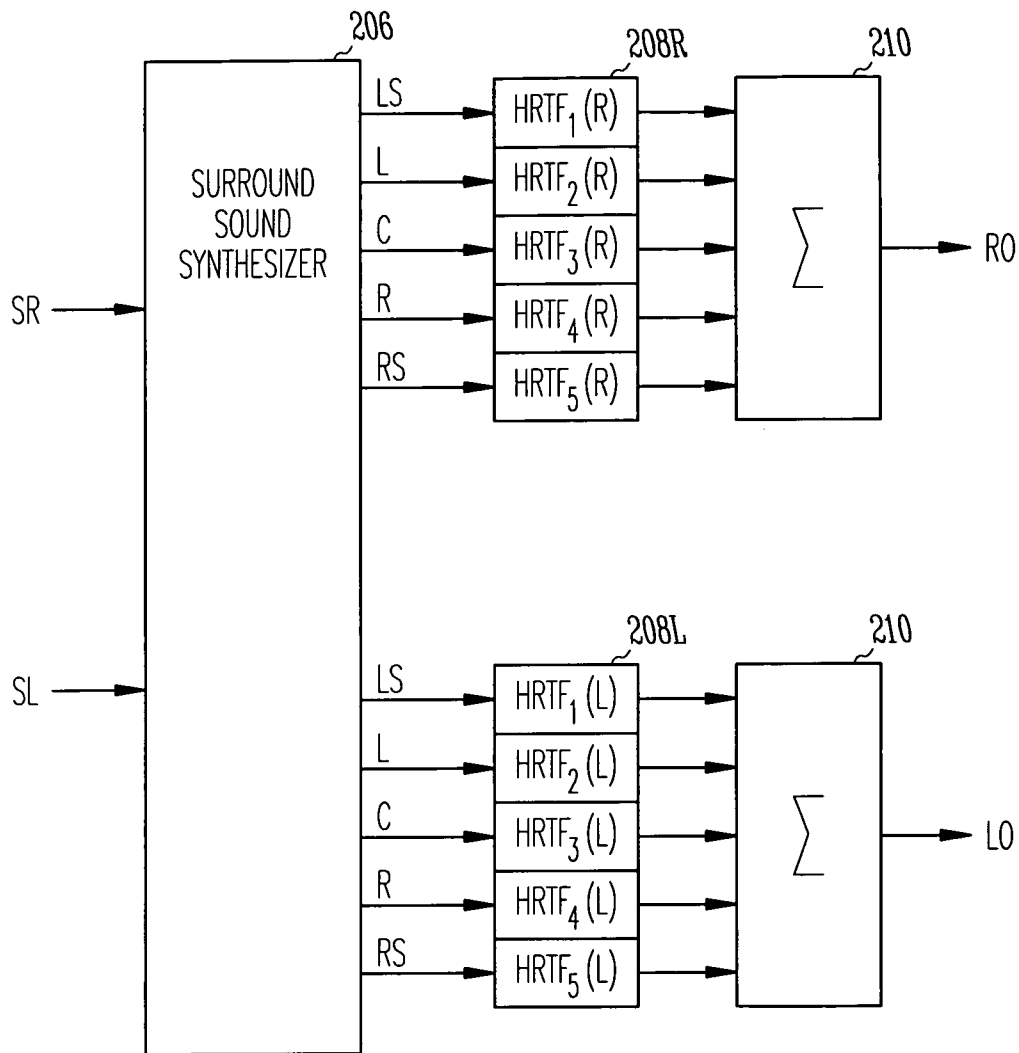 206
208R
210
LS
HRTF1 (R)
L
HRTF2 (R)
SURROUND
SOUND
SYNTHESIZER
C
HRTF3 (R)
Σ
RO
SR
R
HRTF4 (R)
RS
HRTF5 (R)
208L
210
SL
LS
HRTF1 (L)
L
HRTF2 (L)
C
HRTF3 (L)
Σ
LO
R
HRTF4 (L)
RS
HRTF5 (L)